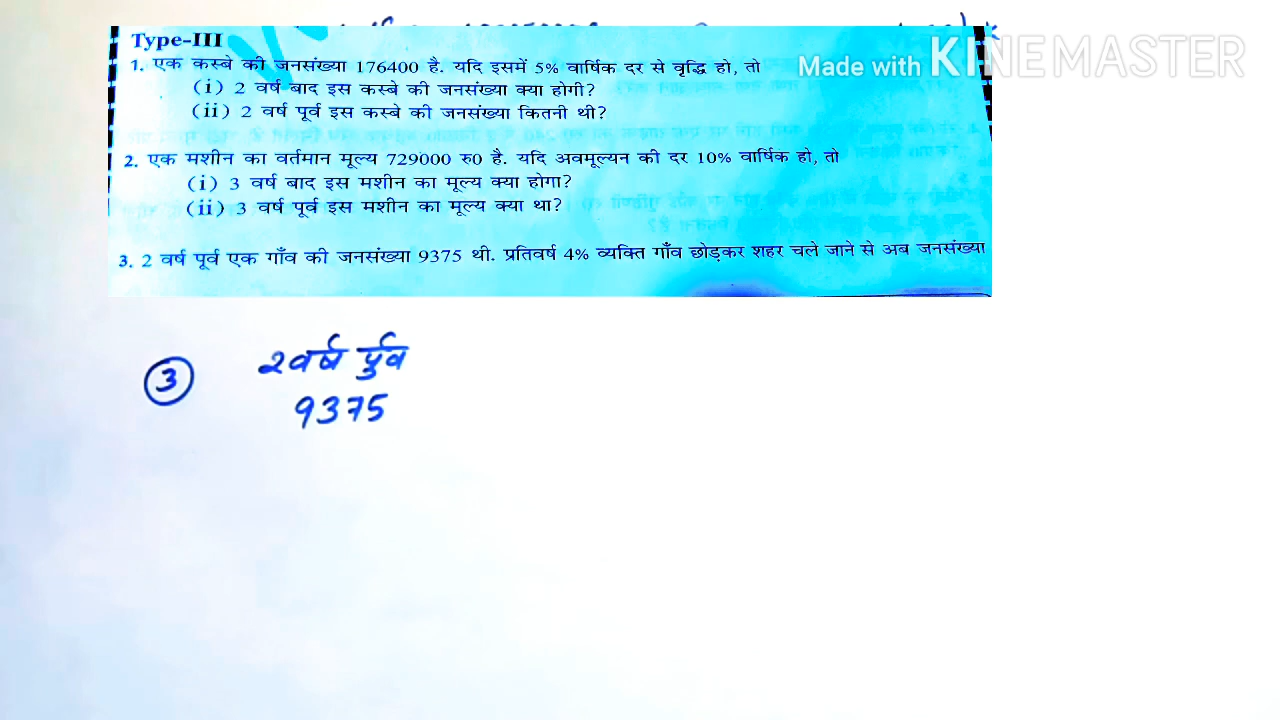 Made with KINEMASTER
Type-III
1. एक कस्बे की जनसंख्या 176400 है. यदि इसमें 5% वार्षिक दर से वृद्धि हो, तो
(i) 2 वर्ष बाद इस कस्बे की जनसंख्या क्या होगी?
(ii) 2 वर्ष पूर्व इस कस्बे की जनसंख्या कितनी थी?
2. एक मशीन का वर्तमान मूल्य 729000 रु0 है. यदि अवमूल्यन की दर 10% वार्षिक हो, तो
(i) 3 वर्ष बाद इस मशीन का मूल्य क्या होगा?
(ii) 3 वर्ष पूर्व इस मशीन का मूल्य क्या था?
3. 2 वर्ष पूर्व एक गाँव की जनसंख्या 9375 थी. प्रतिवर्ष 4% व्यक्ति गाँव छोड़कर शहर चले जाने से अब जनसंख्या
3 2वर्ष र्पुव
9375